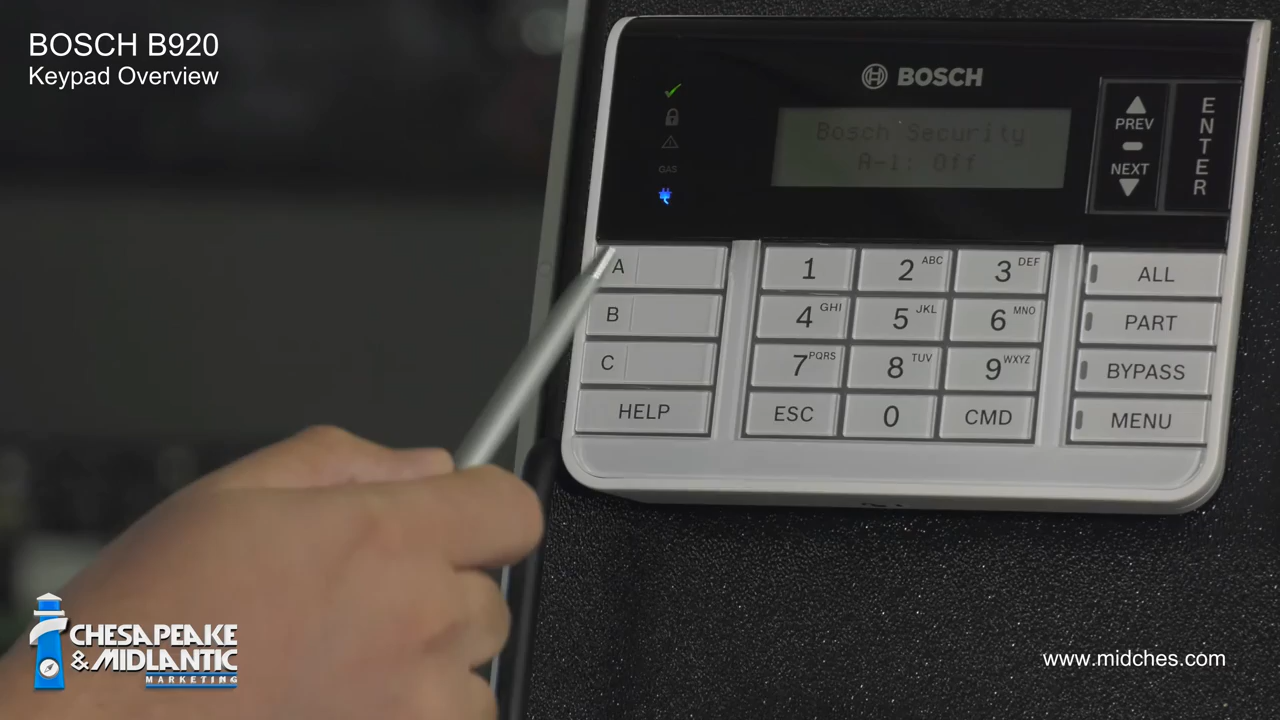 BOSCH B920
Keypad Overview
BOSCH
Bosch Security
A-1: Off
GAS
PREV
NEXT
ENTER
A
B
C
HELP
1
2 ABC
3 DEF
4 GHI
5 JKL
6 MNO
7 PQRS
8 TUV
9 WXYZ
ESC
0
CMD
ALL
PART
BYPASS
MENU
CHESAPEAKE
& MIDLANTIC
MARKETING
www.midches.com